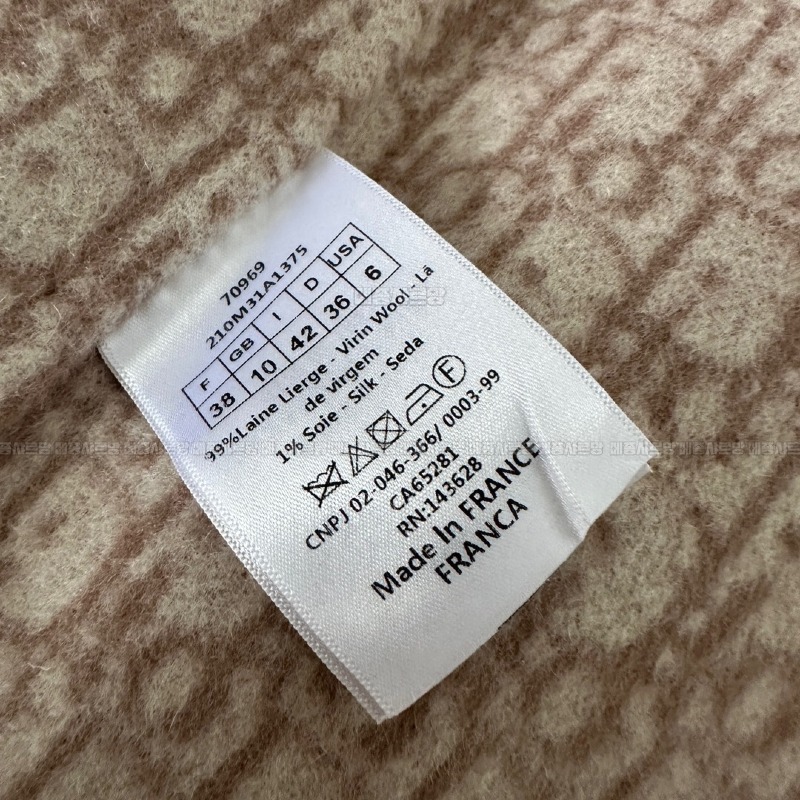 70969
210M31A1375
F GB I D USA
38 10 42 36 6
99%Laine Lierge - Virin Wool - Lã
de virgem
1% Soie - Silk - Seda
F
CNPJ 02-046-366/ 0003-99
CA65281
RN:143628
Made In FRANCE
FRANCA